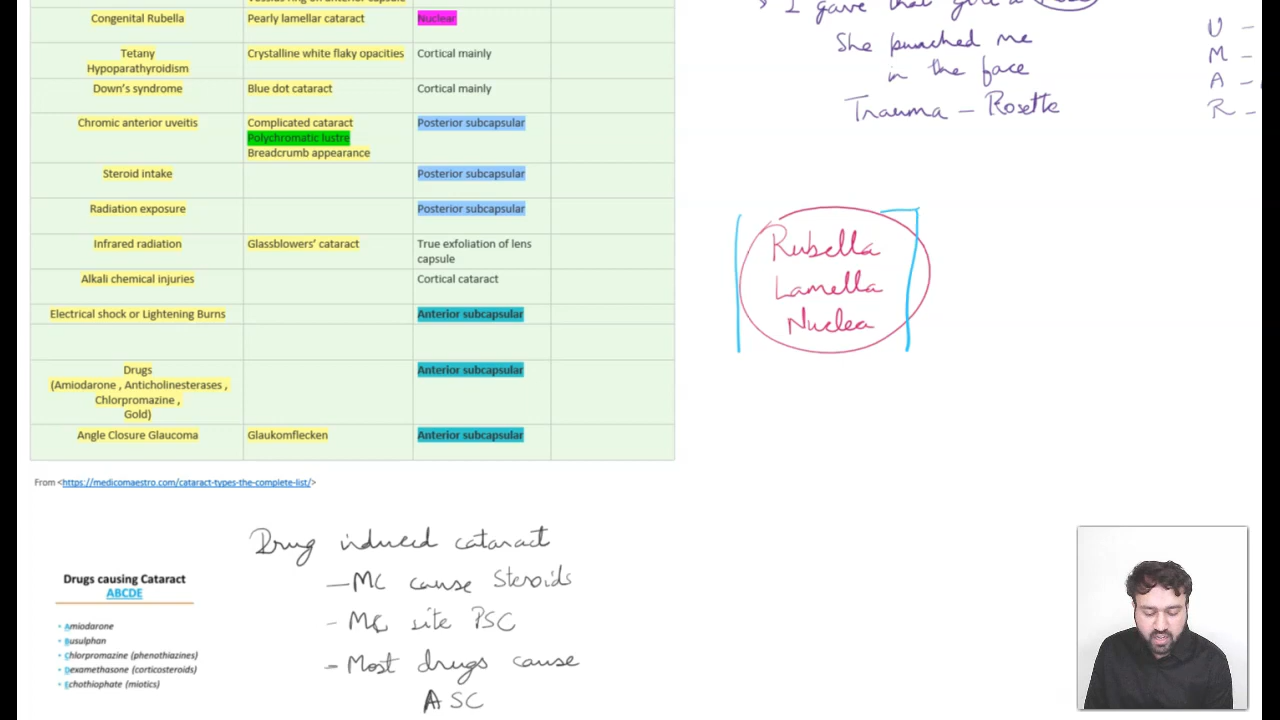 Congenital Rubella Pearly lamellar cataract Nuclear
Tetany Crystalline white flaky opacities Cortical mainly
Hypoparathyroidism
Down's syndrome Blue dot cataract Cortical mainly
Chromic anterior uveitis Complicated cataract Posterior subcapsular
Polychromatic lustre
Breadcrumb appearance
Steroid intake Posterior subcapsular
Radiation exposure Posterior subcapsular
Infrared radiation Glassblowers' cataract True exfoliation of lens
capsule
Alkali chemical injuries Cortical cataract
Electrical shock or Lightening Burns Anterior subcapsular
Drugs Anterior subcapsular
(Amiodarone , Anticholinesterases ,
Chlorpromazine ,
Gold)
Angle Closure Glaucoma Glaukomflecken Anterior subcapsular
From <https://medicomaestro.com/cataract-types-the-complete-list/>
Drugs causing Cataract
ABCDE
• Amiodarone
• Busulphan
• Chlorpromazine (phenothiazines)
• Dexamethasone (corticosteroids)
• Echothiophate (miotics)
Drug induced cataract
- MC cause Steroids
- MC site PSC
- Most drugs cause
ASC
I gave that girl a
She punched me
in the face
Trauma - Rosette
U -
M -
A -
R -
Rubella
Lamella
Nuclea